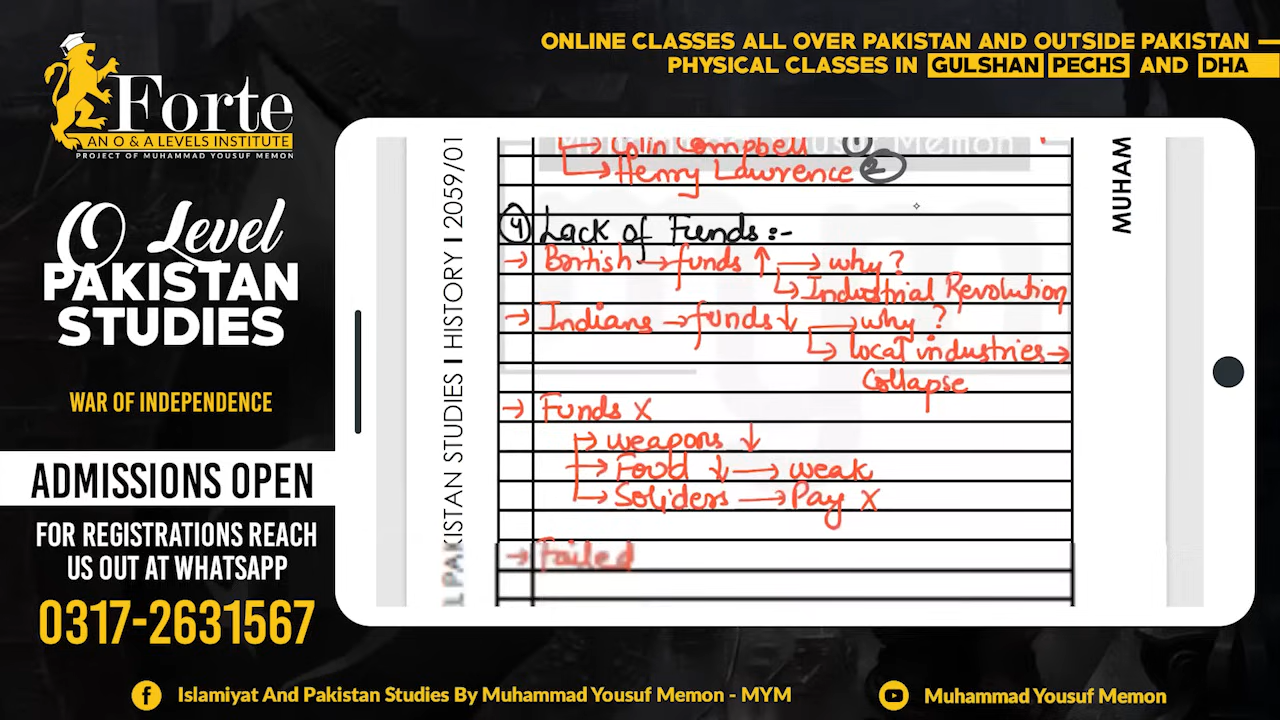 Forte
AN O & A LEVELS INSTITUTE
PROJECT OF MUHAMMAD YOUSUF MEMON
O Level
PAKISTAN
STUDIES
WAR OF INDEPENDENCE
ADMISSIONS OPEN
FOR REGISTRATIONS REACH
US OUT AT WHATSAPP
0317-2631567
ONLINE CLASSES ALL OVER PAKISTAN AND OUTSIDE PAKISTAN
PHYSICAL CLASSES IN GULSHAN PECHS AND DHA
L PAKISTAN STUDIES I HISTORY I 2059/01
MUHAM
→ Colin Campbell ①
→ Henry Lawrence ②
④ Lack of Funds :-
→ British → funds ↑ → why?
→ Industrial Revolution
→ Indians → funds ↓ → why?
→ local industries →
Collapse
→ Funds X
→ weapons ↓
→ Food ↓ → weak
→ Soliders → Pay X
→ Failed
Islamiyat And Pakistan Studies By Muhammad Yousuf Memon - MYM
Muhammad Yousuf Memon